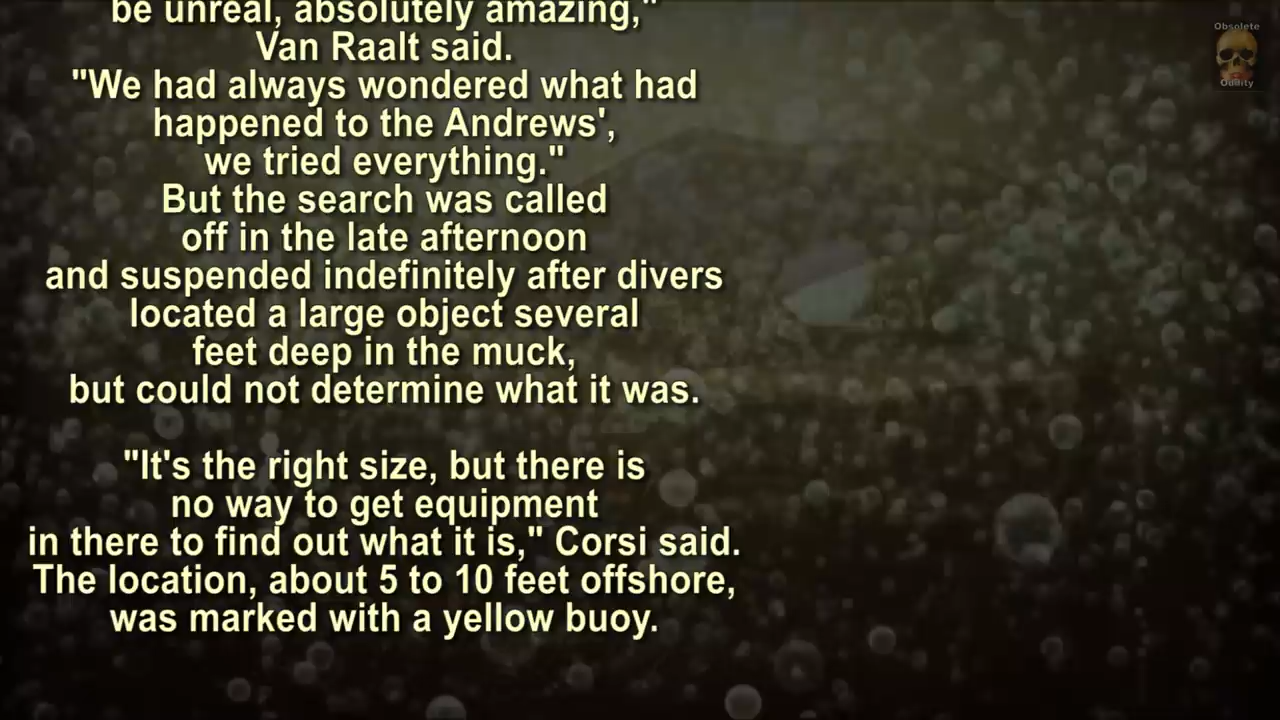 be unreal, absolutely amazing,"
Van Raalt said.
"We had always wondered what had
happened to the Andrews',
we tried everything."
But the search was called
off in the late afternoon
and suspended indefinitely after divers
located a large object several
feet deep in the muck,
but could not determine what it was.
"It's the right size, but there is
no way to get equipment
in there to find out what it is," Corsi said.
The location, about 5 to 10 feet offshore,
was marked with a yellow buoy.
Obsolete
Oddity